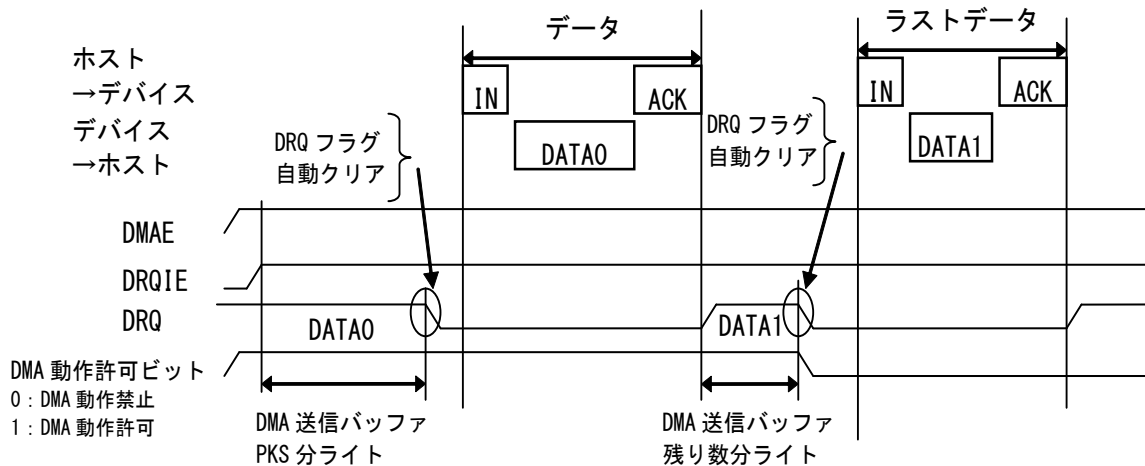 データ
ラストデータ
ホスト
→デバイス
IN
ACK
IN
ACK
デバイス
→ホスト
DRQ フラグ
自動クリア
DATA0
DRQ フラグ
自動クリア
DATA1
DMAE
DRQIE
DRQ
DATA0
DATA1
DMA 動作許可ビット
0：DMA 動作禁止
1：DMA 動作許可
DMA 送信バッファ
PKS 分ライト
DMA 送信バッファ
残り数分ライト